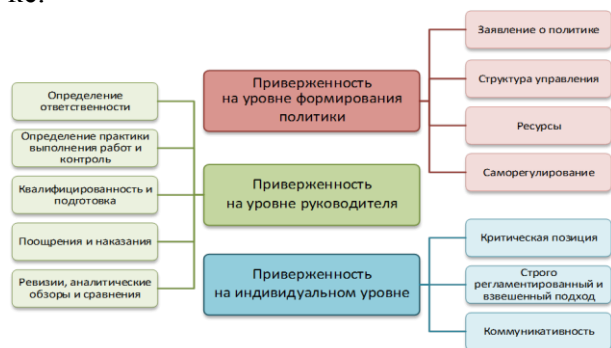 ке.
Заявление о политике
Структура управления
Ресурсы
Саморегулирование
Приверженность
на уровне формирования
политики
Определение
ответственности
Определение практики
выполнения работ и
контроль
Квалифицированность и
подготовка
Поощрения и наказания
Ревизии, аналитические
обзоры и сравнения
Приверженность
на уровне руководителя
Приверженность
на индивидуальном уровне
Критическая позиция
Строго
регламентированный и
взвешенный подход
Коммуникативность